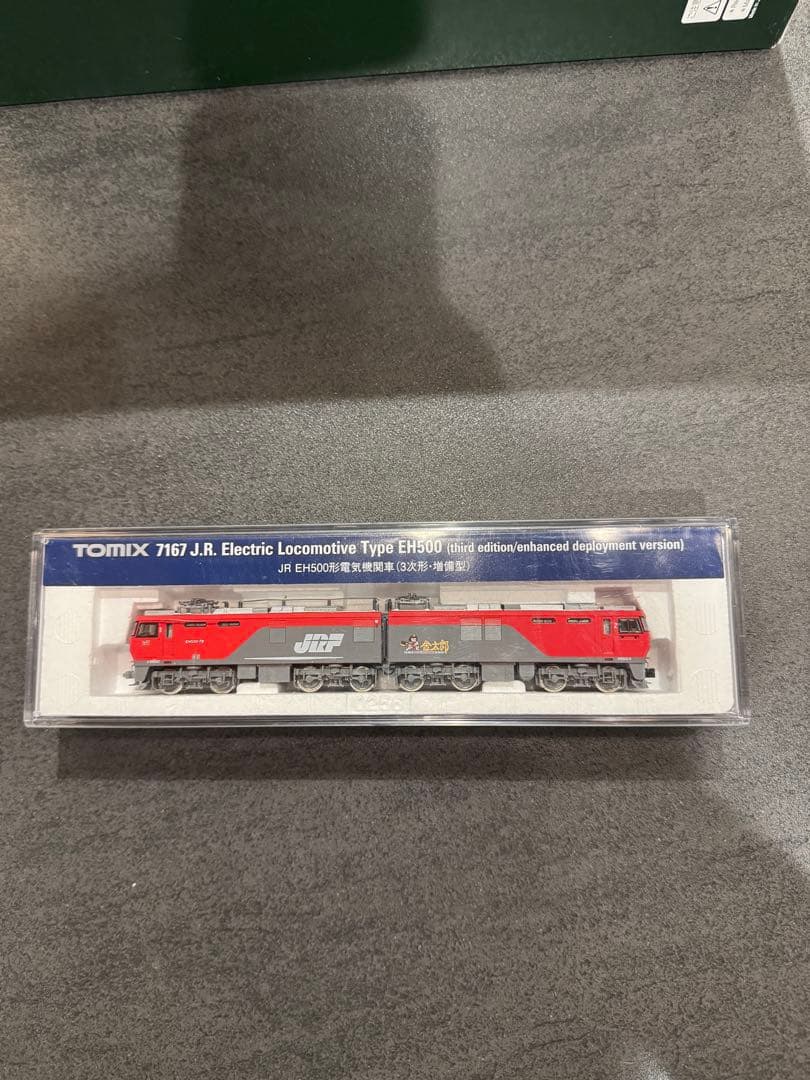 TOMIX 7167 J.R. Electric Locomotive Type EH500 (third edition/enhanced deployment version)
JR EH500形電気機関車(3次形・増備型)
JRF
金太郎